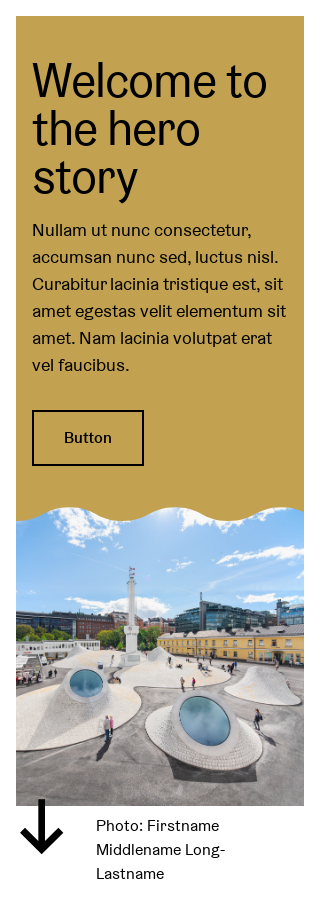 Welcome to
the hero
story
Nullam ut nunc consectetur,
accumsan nunc sed, luctus nisl.
Curabitur lacinia tristique est, sit
amet egestas velit elementum sit
amet. Nam lacinia volutpat erat
vel faucibus.
Button
Photo: Firstname
Middlename Long-
Lastname